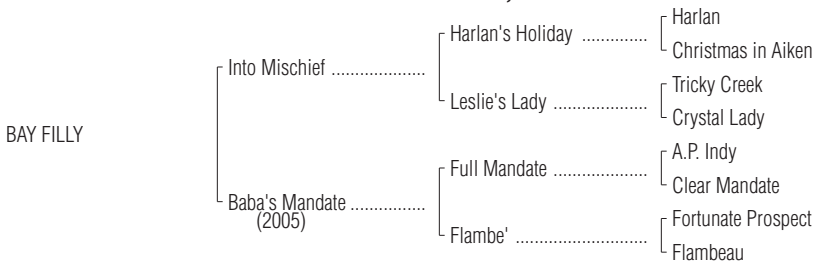 Harlan
Harlan's Holiday ..............
Christmas in Aiken
Into Mischief ....................
Tricky Creek
Leslie's Lady ....................
Crystal Lady
BAY FILLY
A.P. Indy
Full Mandate ....................
Clear Mandate
Baba's Mandate ................
(2005)
Fortunate Prospect
Flambe' ............................
Flambeau